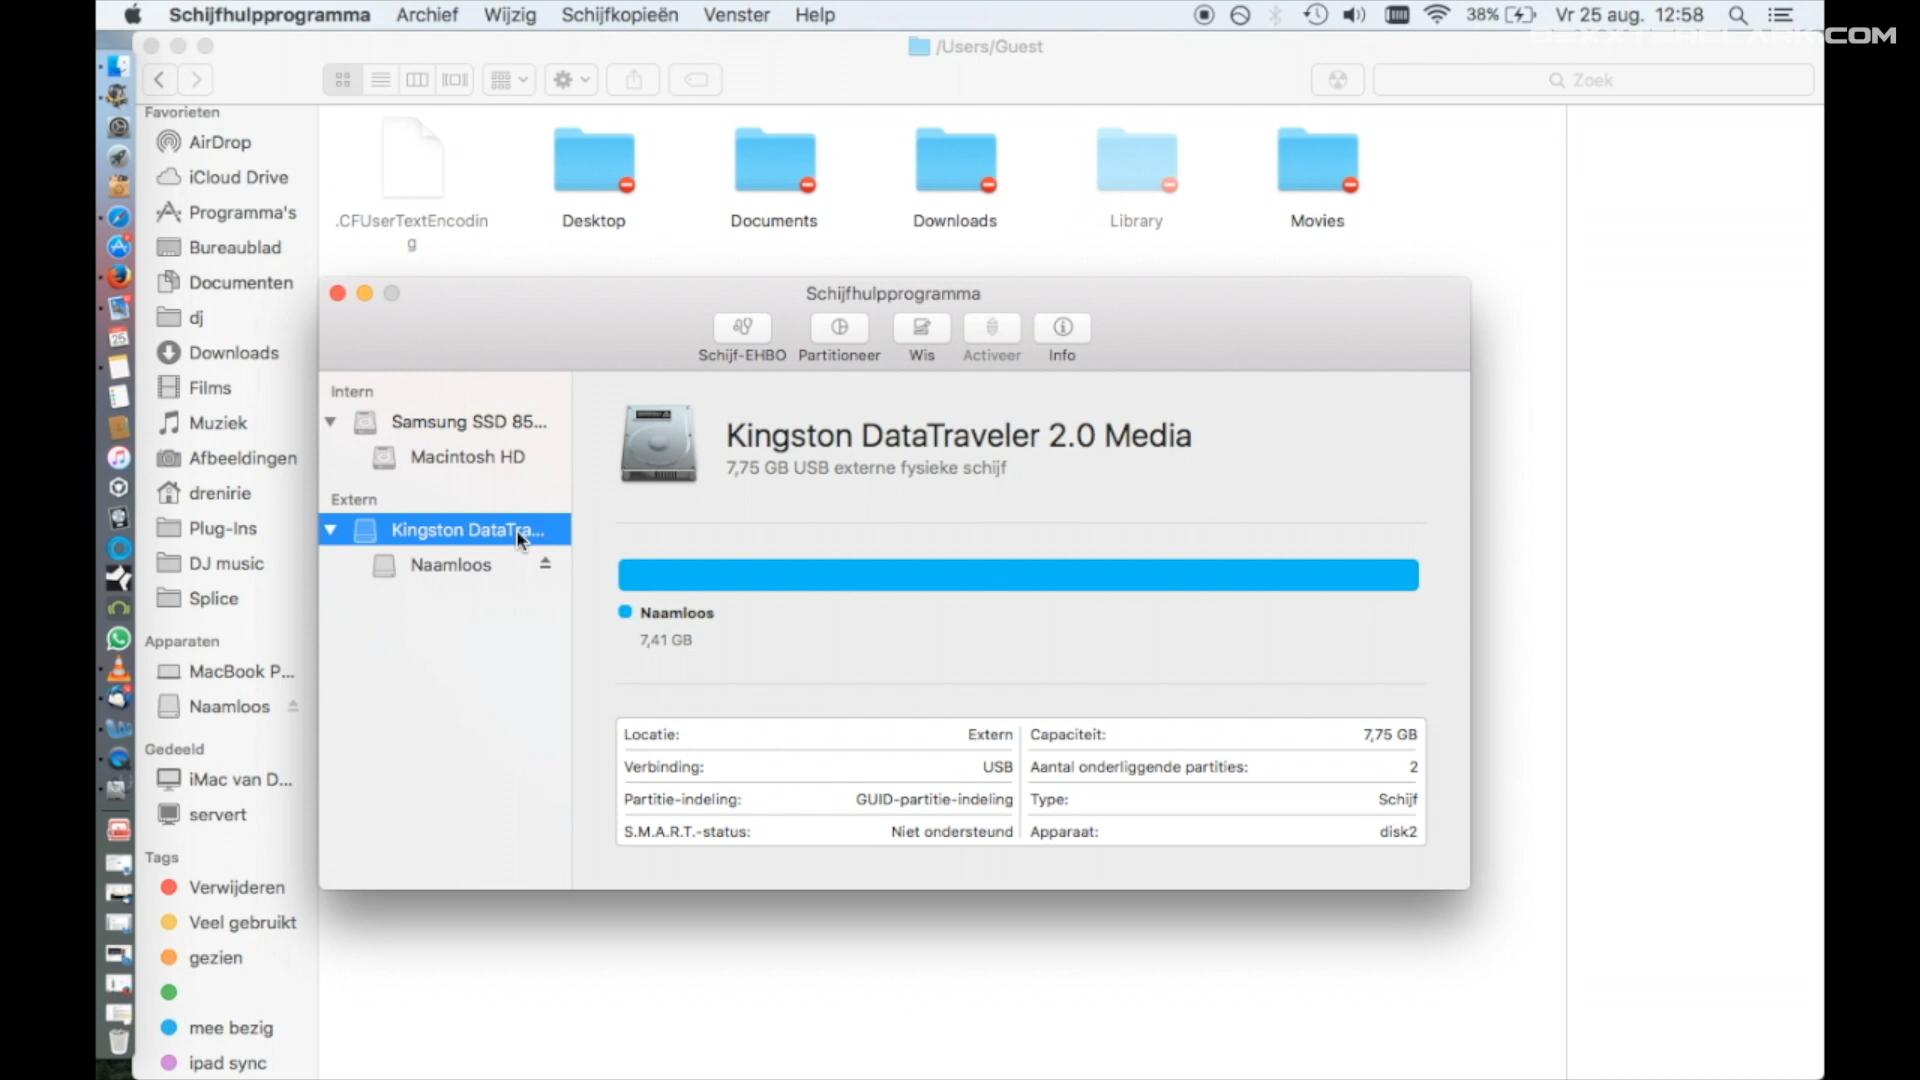 Schijfhulpprogramma Archief Wijzig Schijfkopieën Venster Help 38% Vr 25 aug. 12:58
.COM
/Users/Guest
Zoek
Favorieten
AirDrop
iCloud Drive
Programma's
Bureaublad
Documenten
dj
Downloads
Films
Muziek
Afbeeldingen
drenirie
Plug-Ins
DJ music
Splice
Apparaten
MacBook P...
Naamloos
Gedeeld
iMac van D...
servert
Tags
Verwijderen
Veel gebruikt
gezien
mee bezig
ipad sync
.CFUserTextEncodin
g
Desktop
Documents
Downloads
Library
Movies
Schijfhulpprogramma
Schijf-EHBO Partitioneer Wis Activeer Info
Intern
Samsung SSD 85...
Macintosh HD
Extern
Kingston DataTra...
Naamloos
Kingston DataTraveler 2.0 Media
7,75 GB USB externe fysieke schijf
Naamloos
7,41 GB
Locatie: Extern
Verbinding: USB
Partitie-indeling: GUID-partitie-indeling
S.M.A.R.T.-status: Niet ondersteund
Capaciteit: 7,75 GB
Aantal onderliggende partities: 2
Type: Schijf
Apparaat: disk2